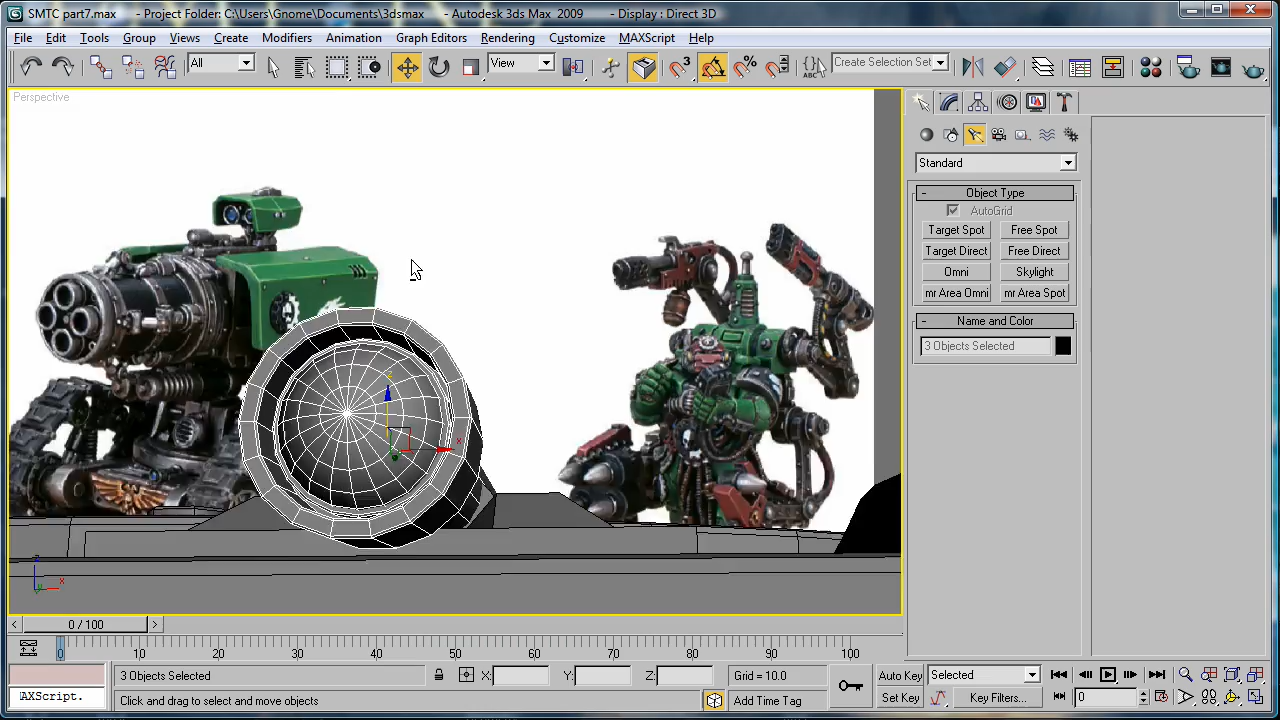 SMTC part7.max - Project Folder: C:\Users\Gnome\Documents\3dsmax - Autodesk 3ds Max 2009 - Display : Direct 3D
File Edit Tools Group Views Create Modifiers Animation Graph Editors Rendering Customize MAXScript Help
All View 3 % ABC Create Selection Set
Perspective
Standard
- Object Type
AutoGrid
Target Spot Free Spot
Target Direct Free Direct
Omni Skylight
mr Area Omni mr Area Spot
- Name and Color
3 Objects Selected
z
x
z
x
y
< 0 / 100 >
0 10 20 30 40 50 60 70 80 90 100
3 Objects Selected X: Y: Z: Grid = 10.0 Auto Key Selected
AXScript. Click and drag to select and move objects Add Time Tag Set Key Key Filters... 0